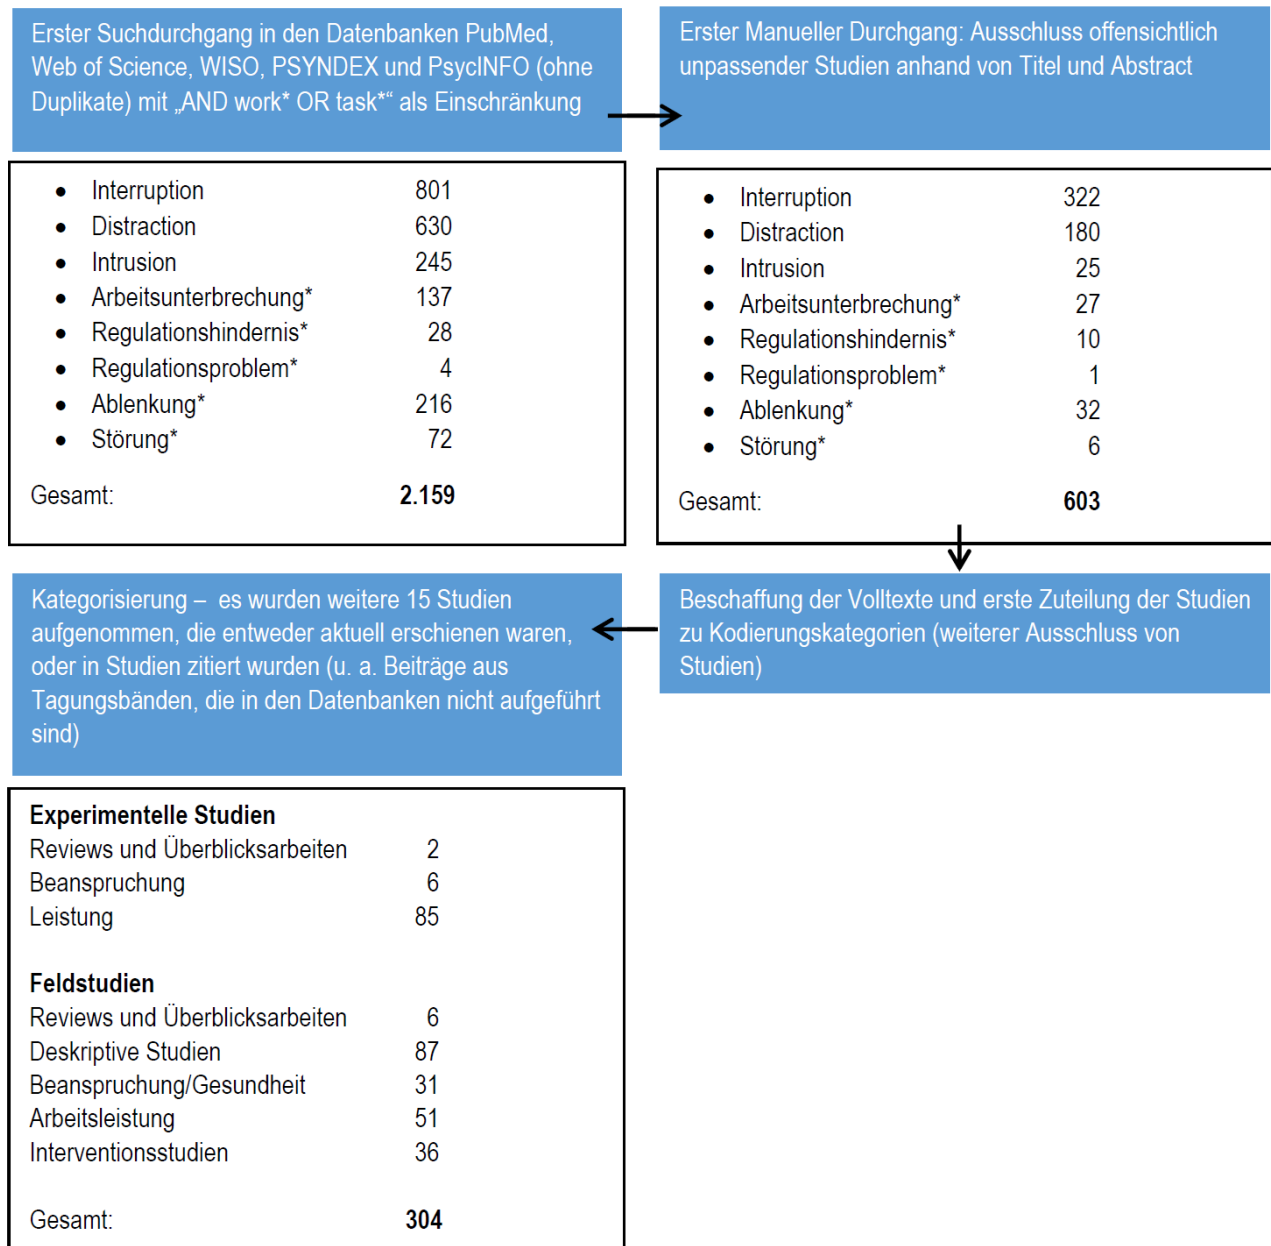 Erster Suchdurchgang in den Datenbanken PubMed,
Web of Science, WISO, PSYNDEX und PsycINFO (ohne
Duplikate) mit „AND work* OR task*“ als Einschränkung
• Interruption 801
• Distraction 630
• Intrusion 245
• Arbeitsunterbrechung* 137
• Regulationshindernis* 28
• Regulationsproblem* 4
• Ablenkung* 216
• Störung* 72
Gesamt: 2.159
Erster Manueller Durchgang: Ausschluss offensichtlich
unpassender Studien anhand von Titel und Abstract
• Interruption 322
• Distraction 180
• Intrusion 25
• Arbeitsunterbrechung* 27
• Regulationshindernis* 10
• Regulationsproblem* 1
• Ablenkung* 32
• Störung* 6
Gesamt: 603
Beschaffung der Volltexte und erste Zuteilung der Studien
zu Kodierungskategorien (weiterer Ausschluss von
Studien)
Kategorisierung – es wurden weitere 15 Studien
aufgenommen, die entweder aktuell erschienen waren,
oder in Studien zitiert wurden (u. a. Beiträge aus
Tagungsbänden, die in den Datenbanken nicht aufgeführt
sind)
Experimentelle Studien
Reviews und Überblicksarbeiten 2
Beanspruchung 6
Leistung 85
Feldstudien
Reviews und Überblicksarbeiten 6
Deskriptive Studien 87
Beanspruchung/Gesundheit 31
Arbeitsleistung 51
Interventionsstudien 36
Gesamt: 304